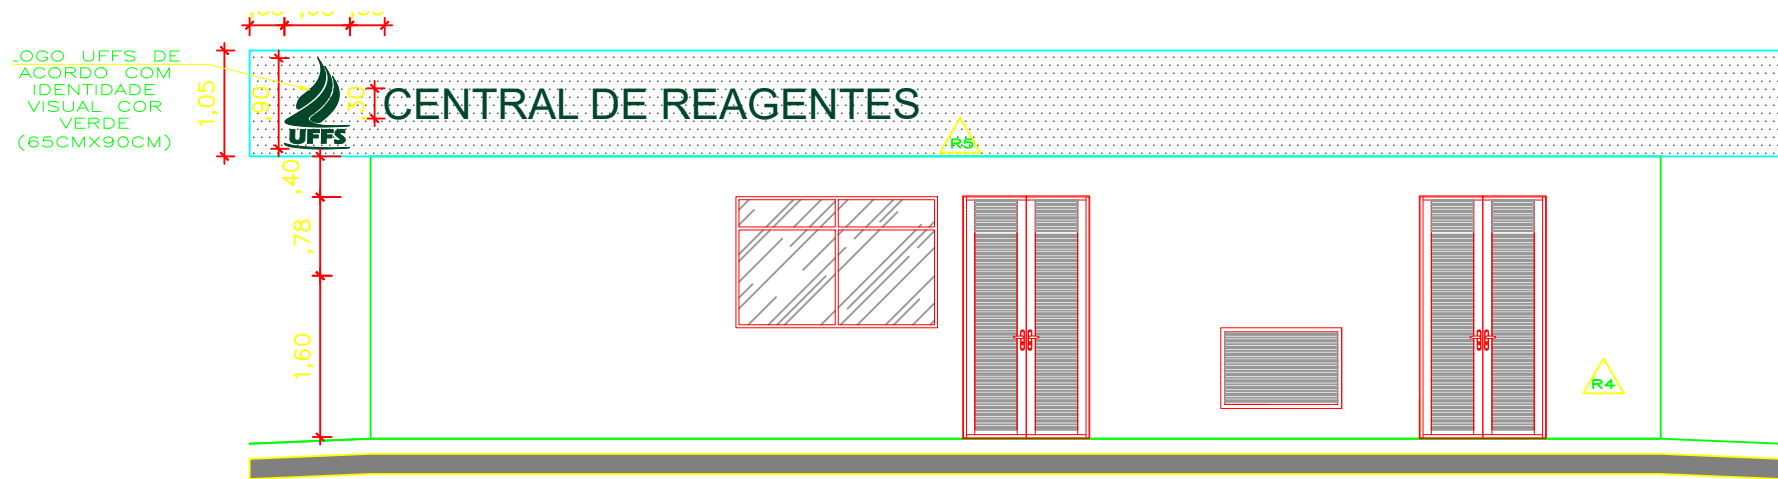 OGO UFFS DE
ACORDO COM
IDENTIDADE
VISUAL COR
VERDE
(65CMX90CM)
1,05
,90
UFFS
,30
CENTRAL DE REAGENTES
R5
,40
,78
1,60
R4